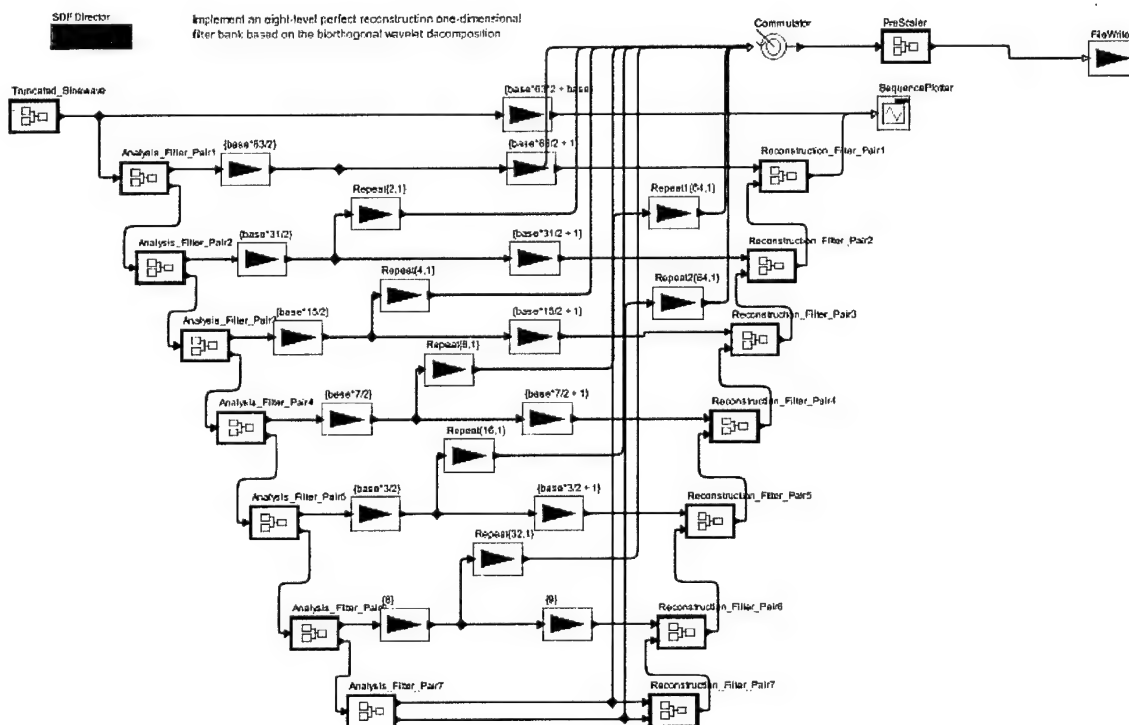 SDF Director
Implement an eight-level perfect reconstruction one-dimensional
filter bank based on the biorthogonal wavelet decomposition
Commutator
PreScaler
FileWrite
Truncated_Sinewave
{base*63*2 + base}
SequencePlotter
Analysis_Filter_Pair1
{base*63/2}
{base*63/2 + 1}
Reconstruction_Filter_Pair1
Repeat{2,1}
Repeat1{64,1}
Analysis_Filter_Pair2
{base*31/2}
{base*31/2 + 1}
Reconstruction_Filter_Pair2
Repeat{4,1}
Repeat2{64,1}
Analysis_Filter_Pair3
{base*15/2}
{base*15/2 + 1}
Reconstruction_Filter_Pair3
Repeat{8,1}
Analysis_Filter_Pair4
{base*7/2}
{base*7/2 + 1}
Reconstruction_Filter_Pair4
Repeat{16,1}
Analysis_Filter_Pair5
{base*3/2}
{base*3/2 + 1}
Reconstruction_Filter_Pair5
Repeat{32,1}
Analysis_Filter_Pair6
{8}
{9}
Reconstruction_Filter_Pair6
Analysis_Filter_Pair7
Reconstruction_Filter_Pair7